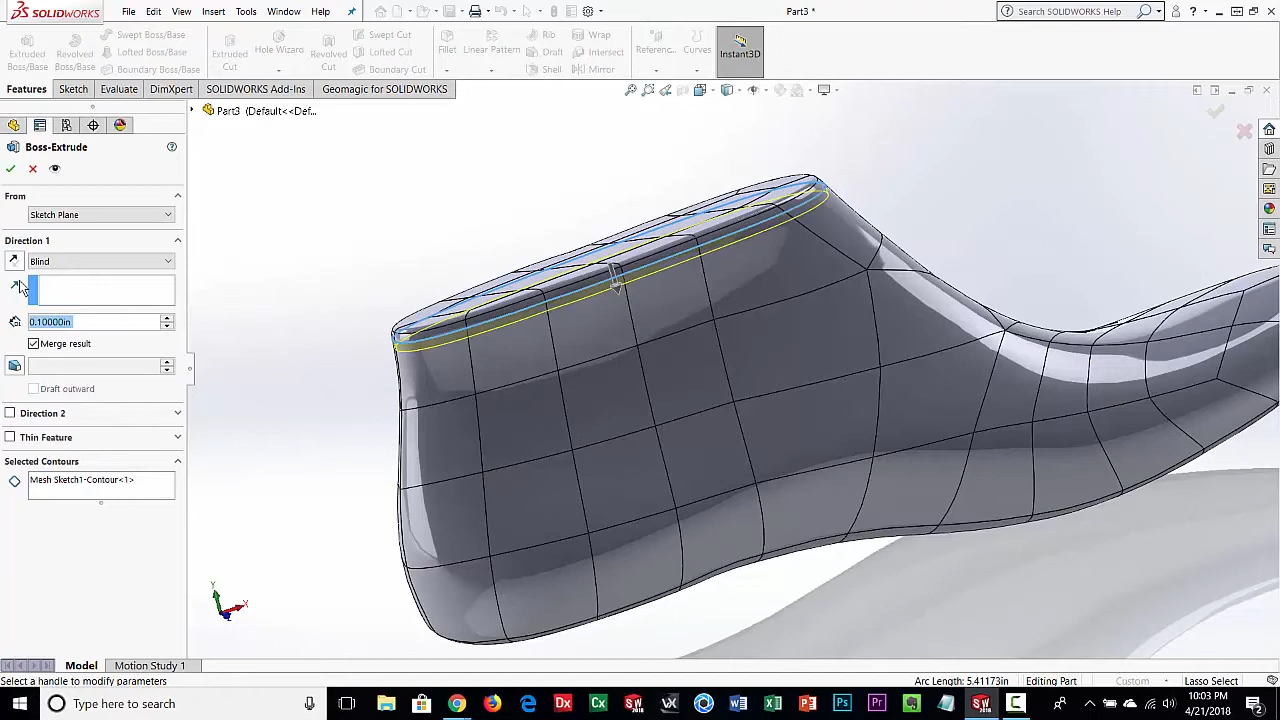 SOLIDWORKS File Edit View Insert Tools Window Help Part3 * Search SOLIDWORKS Help
Extruded Boss/Base
Revolved Boss/Base
Swept Boss/Base
Lofted Boss/Base
Boundary Boss/Base
Extruded Cut
Hole Wizard
Revolved Cut
Swept Cut
Lofted Cut
Boundary Cut
Fillet
Linear Pattern
Rib
Draft
Shell
Wrap
Intersect
Mirror
Referenc...
Curves
Instant3D
Features Sketch Evaluate DimXpert SOLIDWORKS Add-Ins Geomagic for SOLIDWORKS
Part3 (Default<<Def...
Boss-Extrude
From
Sketch Plane
Direction 1
Blind
0.10000in
Merge result
Draft outward
Direction 2
Thin Feature
Selected Contours
Mesh Sketch1-Contour<1>
Y
X
Model Motion Study 1
Select a handle to modify parameters Arc Length: 5.41173in Editing Part Custom Lasso Select
Type here to search
10:03 PM
4/21/2018